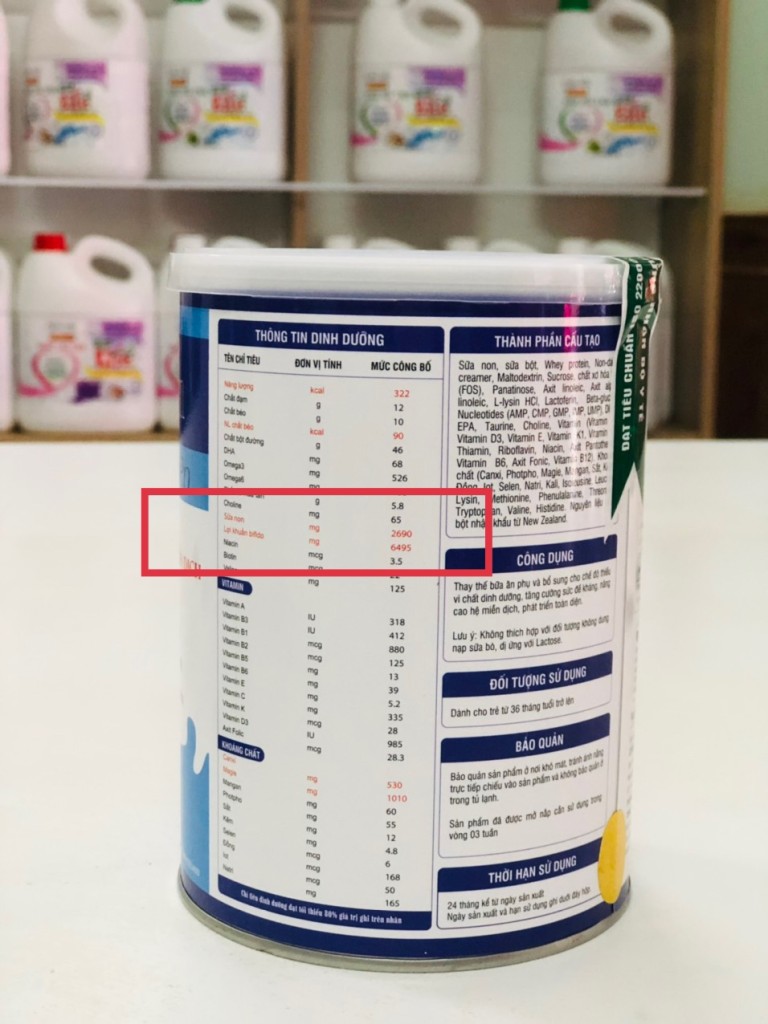 THÔNG TIN DINH DƯỠNG
TÊN CHỈ TIÊU ĐƠN VỊ TÍNH MỨC CÔNG BỐ
Năng lượng kcal 322
Chất đạm g 12
Chất béo g 10
NL chất béo kcal 90
Chất bột đường g 46
DHA mg 68
Omega3 mg 526
Omega6
g 5.8
Choline mg 65
Sữa non mg 2690
Lợi khuẩn bifido mg 6495
Niacin mcg 3.5
Biotin mcg 22
mg 125
VITAMIN
Vitamin A IU 318
Vitamin B3 IU 412
Vitamin B1 mcg 880
Vitamin B2 mcg 125
Vitamin B5 mg 13
Vitamin B6 mg 39
Vitamin E mg 5.2
Vitamin C mg 335
Vitamin K mcg 28
Vitamin D3 IU 985
Axit Folic mcg 28.3
KHOÁNG CHẤT
Canxi mg 530
Magie mg 1010
Mangan mg 60
Photpho mg 55
Sắt mg 12
Kẽm mg 4.8
Selen mcg 6
Đồng mcg 168
Iot mcg 50
Natri mg 165
Chỉ tiêu dinh dưỡng đạt tối thiểu 80% giá trị ghi trên nhãn
THÀNH PHẦN CẤU TẠO
Sữa non, sữa bột, Whey protein, Non-da
creamer, Maltodextrin, Sucrose, chất xơ hòa
(FOS), Panatinose, Axit linoleic, Axit
linoleic, L-lysin HCl, Lactoferin, Beta-gluc
Nucleotides (AMP, CMP, GMP, IMP, UMP), D
EPA, Taurine, Choline, Vitamin (Vitamin
Vitamin D3, Vitamin E, Vitamin K1, Vitamin
Thiamin, Riboflavin, Niacin, Axit Pantothe
Vitamin B6, Axit Fonic, Vitamin B12), Kho
chất (Canxi, Photpho, Magie, Mangan, Sắt, K
Đồng, Iot, Selen, Natri, Kali, Isoleusine, Leuc
Lysin, Methionine, Phenulalanine, Threon
Tryptophan, Valine, Histidine. Nguyên liệu
bột nhập khẩu từ New Zealand.
CÔNG DỤNG
Thay thế bữa ăn phụ và bổ sung cho chế độ thiếu
vi chất dinh dưỡng, tăng cường sức đề kháng, nâng
cao hệ miễn dịch, phát triển toàn diện.
Lưu ý: Không thích hợp với đối tượng không dung
nạp sữa bò, dị ứng với Lactose.
ĐỐI TƯỢNG SỬ DỤNG
Dành cho trẻ từ 36 tháng tuổi trở lên
BẢO QUẢN
Bảo quản sản phẩm ở nơi khô mát, tránh ánh nắng
trực tiếp chiếu vào sản phẩm và không bảo quản ở
trong tủ lạnh.
Sản phẩm đã được mở nắp cần sử dụng trong
vòng 03 tuần
THỜI HẠN SỬ DỤNG
24 tháng kể từ ngày sản xuất
Ngày sản xuất và hạn sử dụng ghi dưới đáy hộp
ĐẠT TIÊU CHUẨN